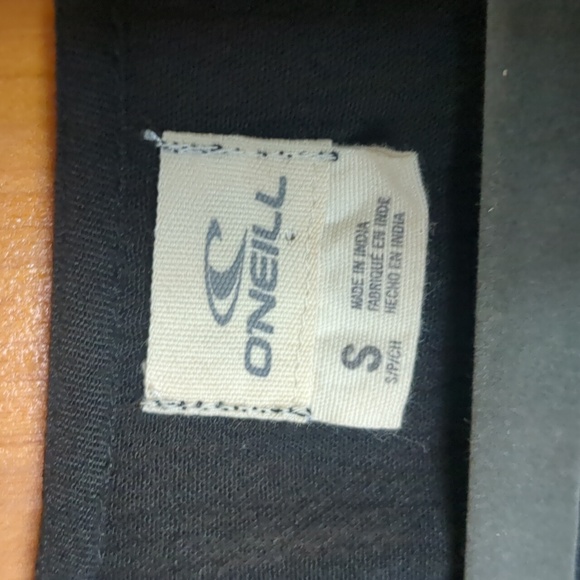 ONEILL
S
S/P/CH
MADE IN INDIA
FABRIQUÉ EN INDE
HECHO EN INDIA